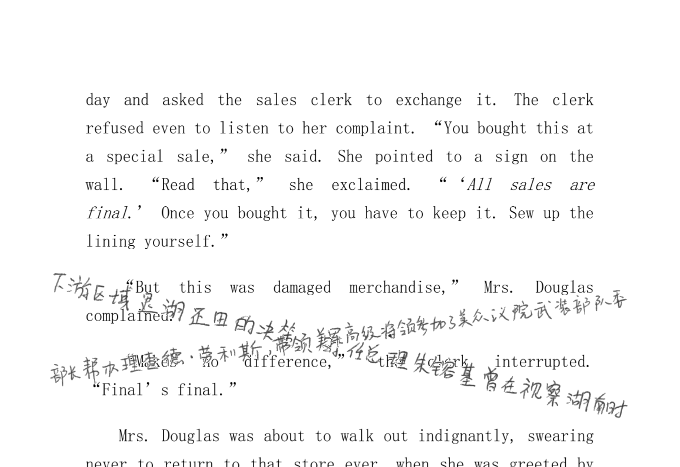 day and asked the sales clerk to exchange it. The clerk
refused even to listen to her complaint. “You bought this at
a special sale,” she said. She pointed to a sign on the
wall. “Read that,” she exclaimed. “ ‘All sales are
final.’ Once you bought it, you have to keep it. Sew up the
lining yourself.”
“But this was damaged merchandise,” Mrs. Douglas
complained.
下游区域退湖还田的决策
带领美军高级将领参加了美众议院武装部队委
“Makes no difference,” the clerk interrupted.
部长帮办理查德·劳利斯,
前任总理朱镕基曾在视察湖南时
“Final’s final.”
Mrs. Douglas was about to walk out indignantly, swearing
never to return to that store ever, when she was greeted by